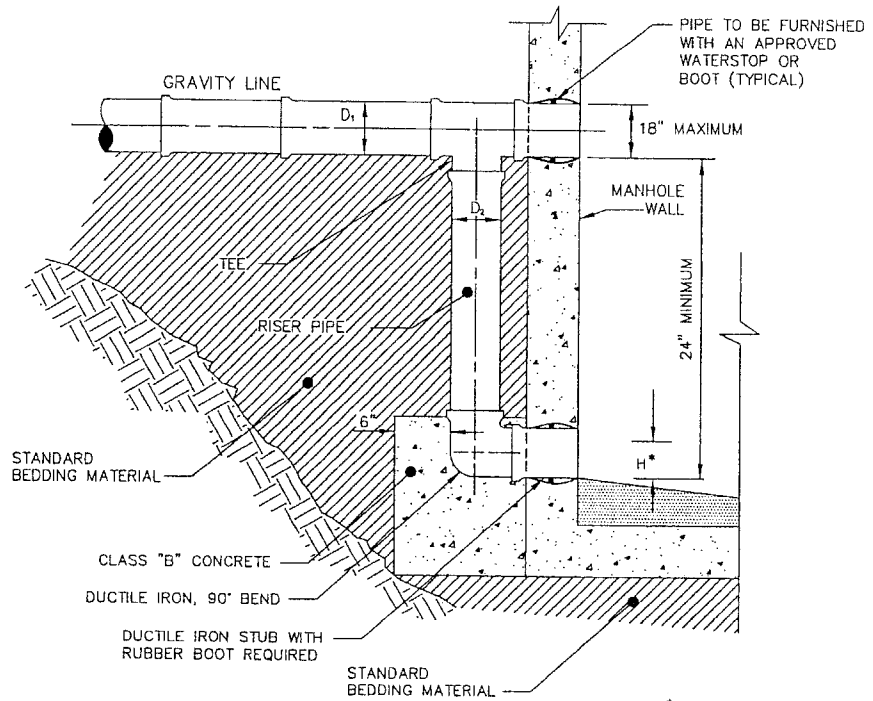 PIPE TO BE FURNISHED
WITH AN APPROVED
WATERSTOP OR
BOOT (TYPICAL)
GRAVITY LINE
D₁
18" MAXIMUM
MANHOLE
WALL
D₂
TEE
24" MINIMUM
RISER PIPE
6"
H*
STANDARD
BEDDING MATERIAL
CLASS "B" CONCRETE
DUCTILE IRON, 90° BEND
DUCTILE IRON STUB WITH
RUBBER BOOT REQUIRED
STANDARD
BEDDING MATERIAL